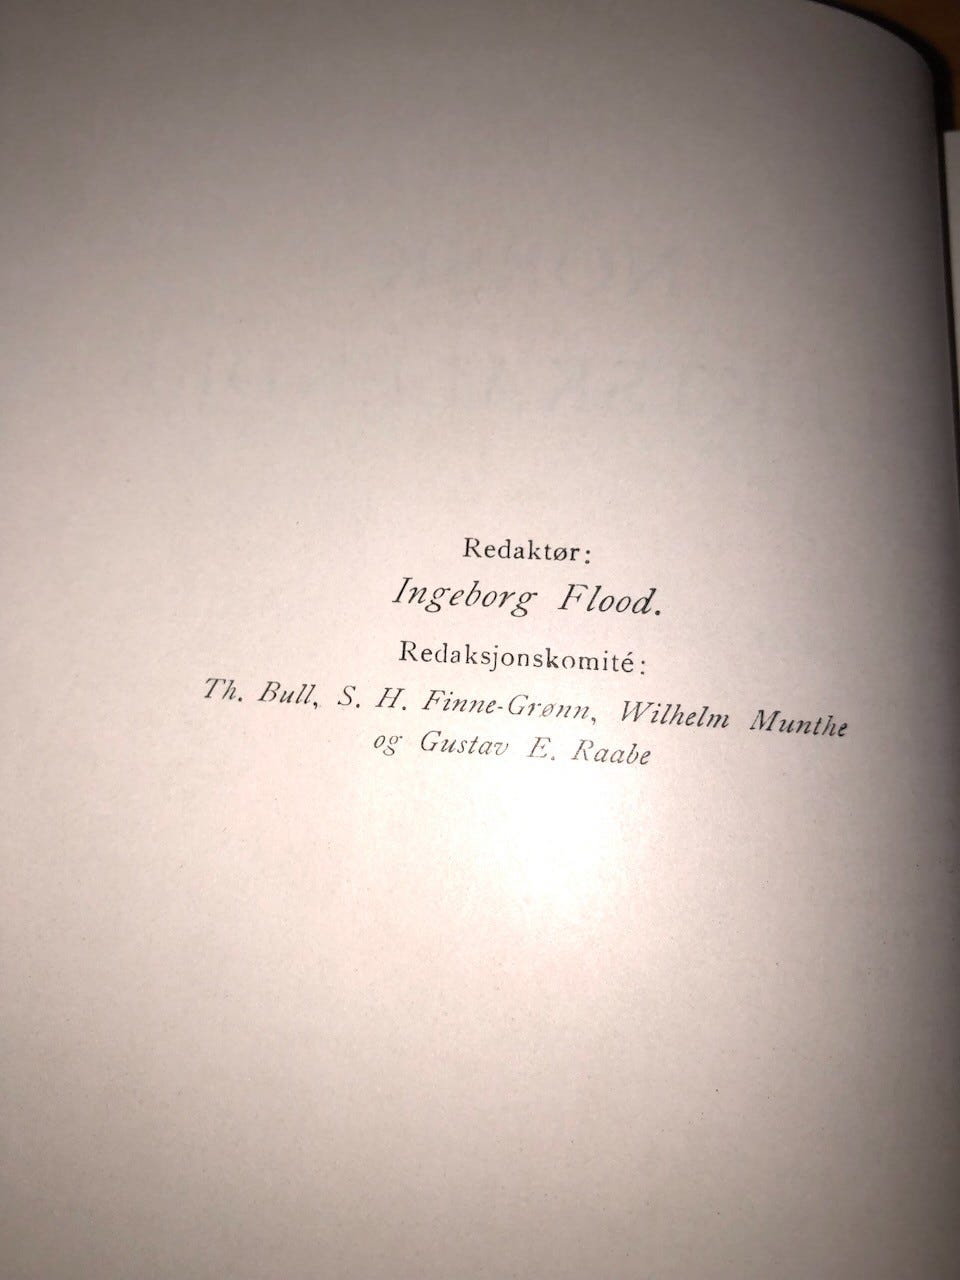 Redaktør:
Ingeborg Flood.
Redaksjonskomité:
Th. Bull, S. H. Finne-Grønn, Wilhelm Munthe
og Gustav E. Raabe